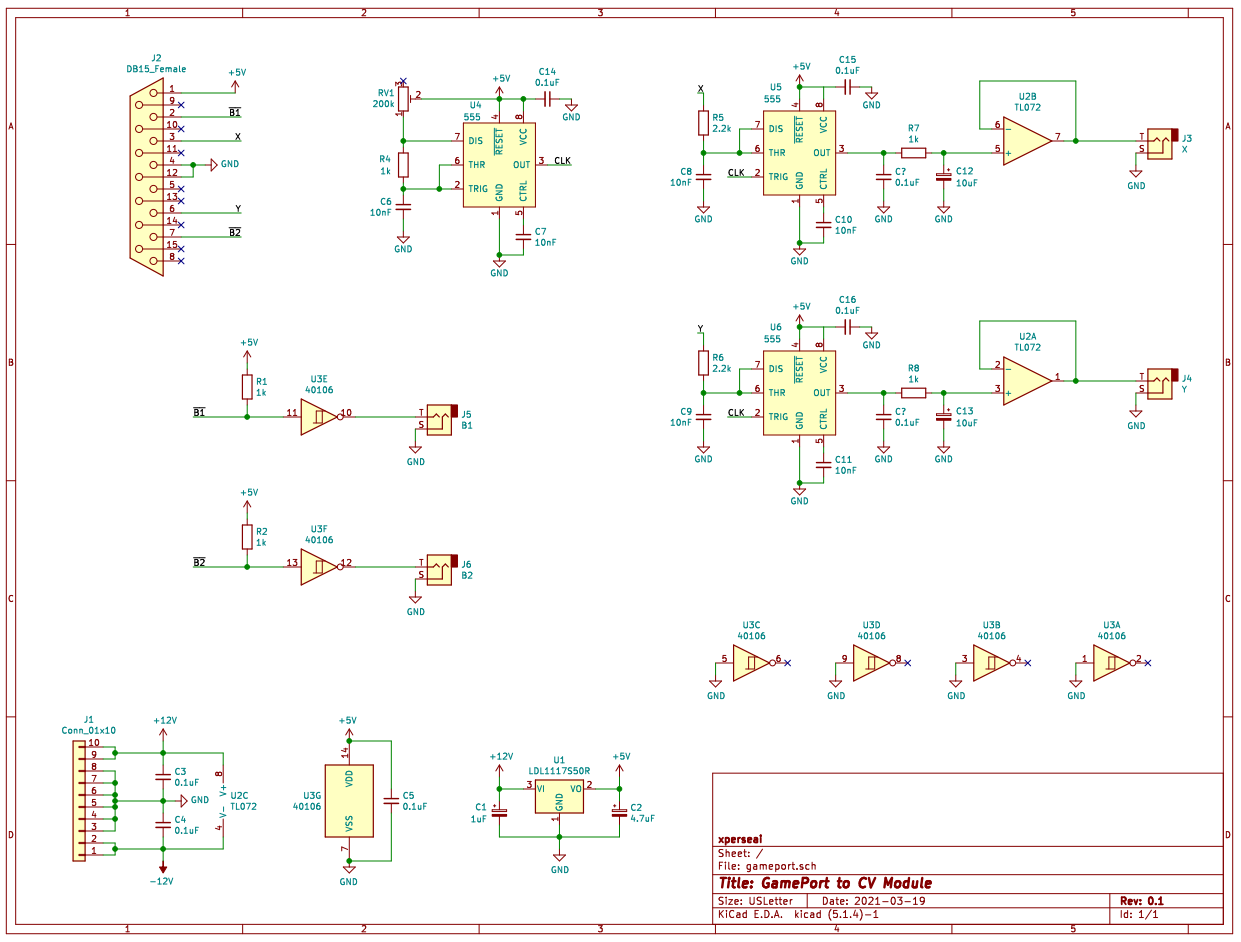 1 2 3 4 5
A B C D
J2
DB15_Female
1
9
2
10
3
11
4
12
5
13
6
14
7
15
8
+5V
B1
X
GND
Y
B2
RV1
200k
3
2
1
R4
1k
C6
10nF
GND
U4
555
+5V
C14
0.1uF
GND
7 DIS
6 THR
2 TRIG
4 RESET
8 VCC
OUT 3 CLK
1 GND
5 CTRL
C7
10nF
GND
X
R5
2.2k
C8
10nF
GND
CLK
U5
555
+5V
C15
0.1uF
GND
7 DIS
6 THR
2 TRIG
4 RESET
8 VCC
OUT 3
1 GND
5 CTRL
C10
10nF
GND
C?
0.1uF
GND
R7
1k
C12
10uF
GND
U2B
TL072
6 -
5 +
7
T
S
J3
X
GND
Y
R6
2.2k
C9
10nF
GND
CLK
U6
555
+5V
C16
0.1uF
GND
7 DIS
6 THR
2 TRIG
4 RESET
8 VCC
OUT 3
1 GND
5 CTRL
C11
10nF
GND
C?
0.1uF
GND
R8
1k
C13
10uF
GND
U2A
TL072
2 -
3 +
1
T
S
J4
Y
GND
+5V
R1
1k
B1
U3E
40106
11 10
T
S
J5
B1
GND
+5V
R2
1k
B2
U3F
40106
13 12
T
S
J6
B2
GND
U3C
40106
5 6
GND
U3D
40106
9 8
GND
U3B
40106
3 4
GND
U3A
40106
1 2
GND
J1
Conn_01x10
10
9
8
7
6
5
4
3
2
1
+12V
C3
0.1uF
GND
C4
0.1uF
-12V
8 V+
U2C
TL072
4 V-
+5V
14
VDD
U3G
40106
VSS
7
C5
0.1uF
GND
+12V
U1
LDL1117S50R
+5V
3 VI
VO 2
GND
1
C1
1uF
C2
4.7uF
GND
xperseai
Sheet: /
File: gameport.sch
Title: GamePort to CV Module
Size: USLetter Date: 2021-03-19 Rev: 0.1
KiCad E.D.A. kicad (5.1.4)-1 Id: 1/1
1 2 3 4 5
A B C D